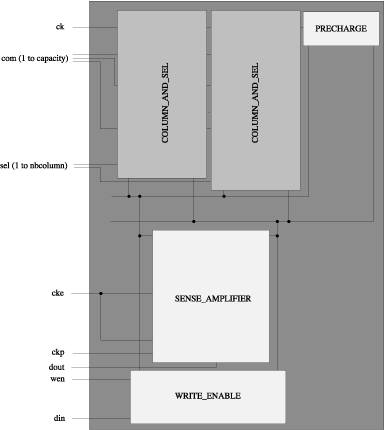 ck
PRECHARGE
com (1 to capacity)
COLUMN_AND_SEL
COLUMN_AND_SEL
sel (1 to nbcolumn)
cke
SENSE_AMPLIFIER
ckp
dout
wen
WRITE_ENABLE
din